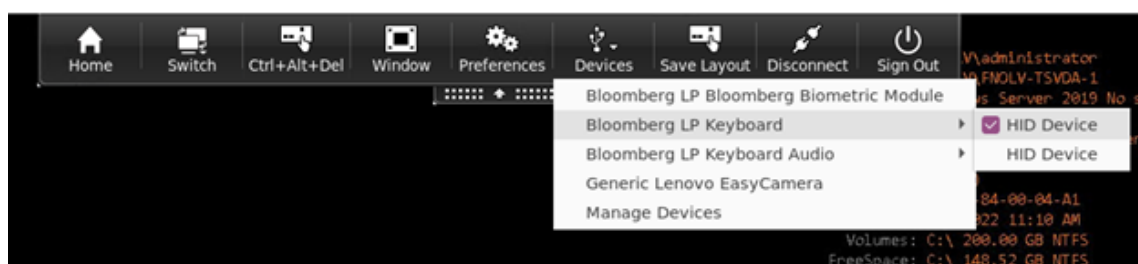 Home Switch Ctrl+Alt+Del Window Preferences Devices Save Layout Disconnect Sign Out
V\administrator
\FNOLV-TSVDA-1
Server 2019 No
Bloomberg LP Bloomberg Biometric Module
Bloomberg LP Keyboard
HID Device
Bloomberg LP Keyboard Audio
HID Device
Generic Lenovo EasyCamera
Manage Devices
84-00-04-A1
11:10 AM
Volumes: C:\ 200.00 GB NTFS
FreeSpace: C:\ 148.52 GB NTFS